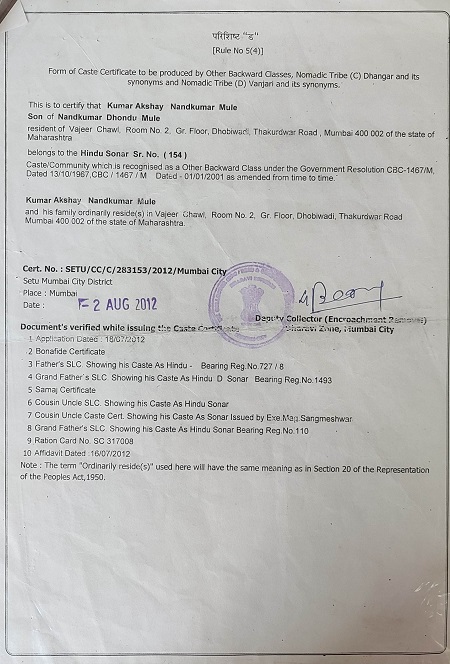 परिशिष्ट "ड"
[Rule No 5(4)]
Form of Caste Certificate to be produced by Other Backward Classes, Nomadic Tribe (C) Dhangar and its
synonyms and Nomadic Tribe (D) Vanjari and its synonyms.
This is to certify that Kumar Akshay Nandkumar Mule
Son of Nandkumar Dhondu Mule
resident of Vajeer Chawl, Room No. 2, Gr. Floor, Dhobiwadi, Thakurdwar Road , Mumbai 400 002 of the state of
Maharashtra
belongs to the Hindu Sonar Sr. No. ( 154 )
Caste/Community which is recognised as a Other Backward Class under the Government Resolution CBC-1467/M,
Dated 13/10/1967,CBC / 1467 / M Dated - 01/01/2001 as amended from time to time.
Kumar Akshay Nandkumar Mule
and his family ordinarily reside(s) in Vajeer Chawl, Room No. 2, Gr. Floor, Dhobiwadi, Thakurdwar Road
Mumbai 400 002 of the state of Maharashtra.
Cert. No. : SETU/CC/C/283153/2012/Mumbai City
Setu Mumbai City District
Place : Mumbai
Date : 2 AUG 2012
Deputy Collector (Encroachment Removal)
Dharavi Zone, Mumbai City
Document's verified while issuing the Caste Certificate
1 Application Dated : 18/07/2012
2 Bonafide Certificate
3 Father's SLC. Showing his Caste As Hindu - Bearing Reg.No.727 / 8
4 Grand Father's SLC. Showing his Caste As Hindu D Sonar Bearing Reg.No.1493
5 Samaj Certificate
6 Cousin Uncle SLC. Showing his Caste As Hindu Sonar
7 Cousin Uncle Caste Cert. Showing his Caste As Sonar Issued by Exe.Mag.Sangmeshwar
8 Grand Father's SLC. Showing his Caste As Hindu Sonar Bearing Reg.No.110
9 Ration Card No. SC 317008
10 Affidavit Dated :16/07/2012
Note : The term "Ordinarily reside(s)" used here will have the same meaning as in Section 20 of the Representation
of the Peoples Act,1950.